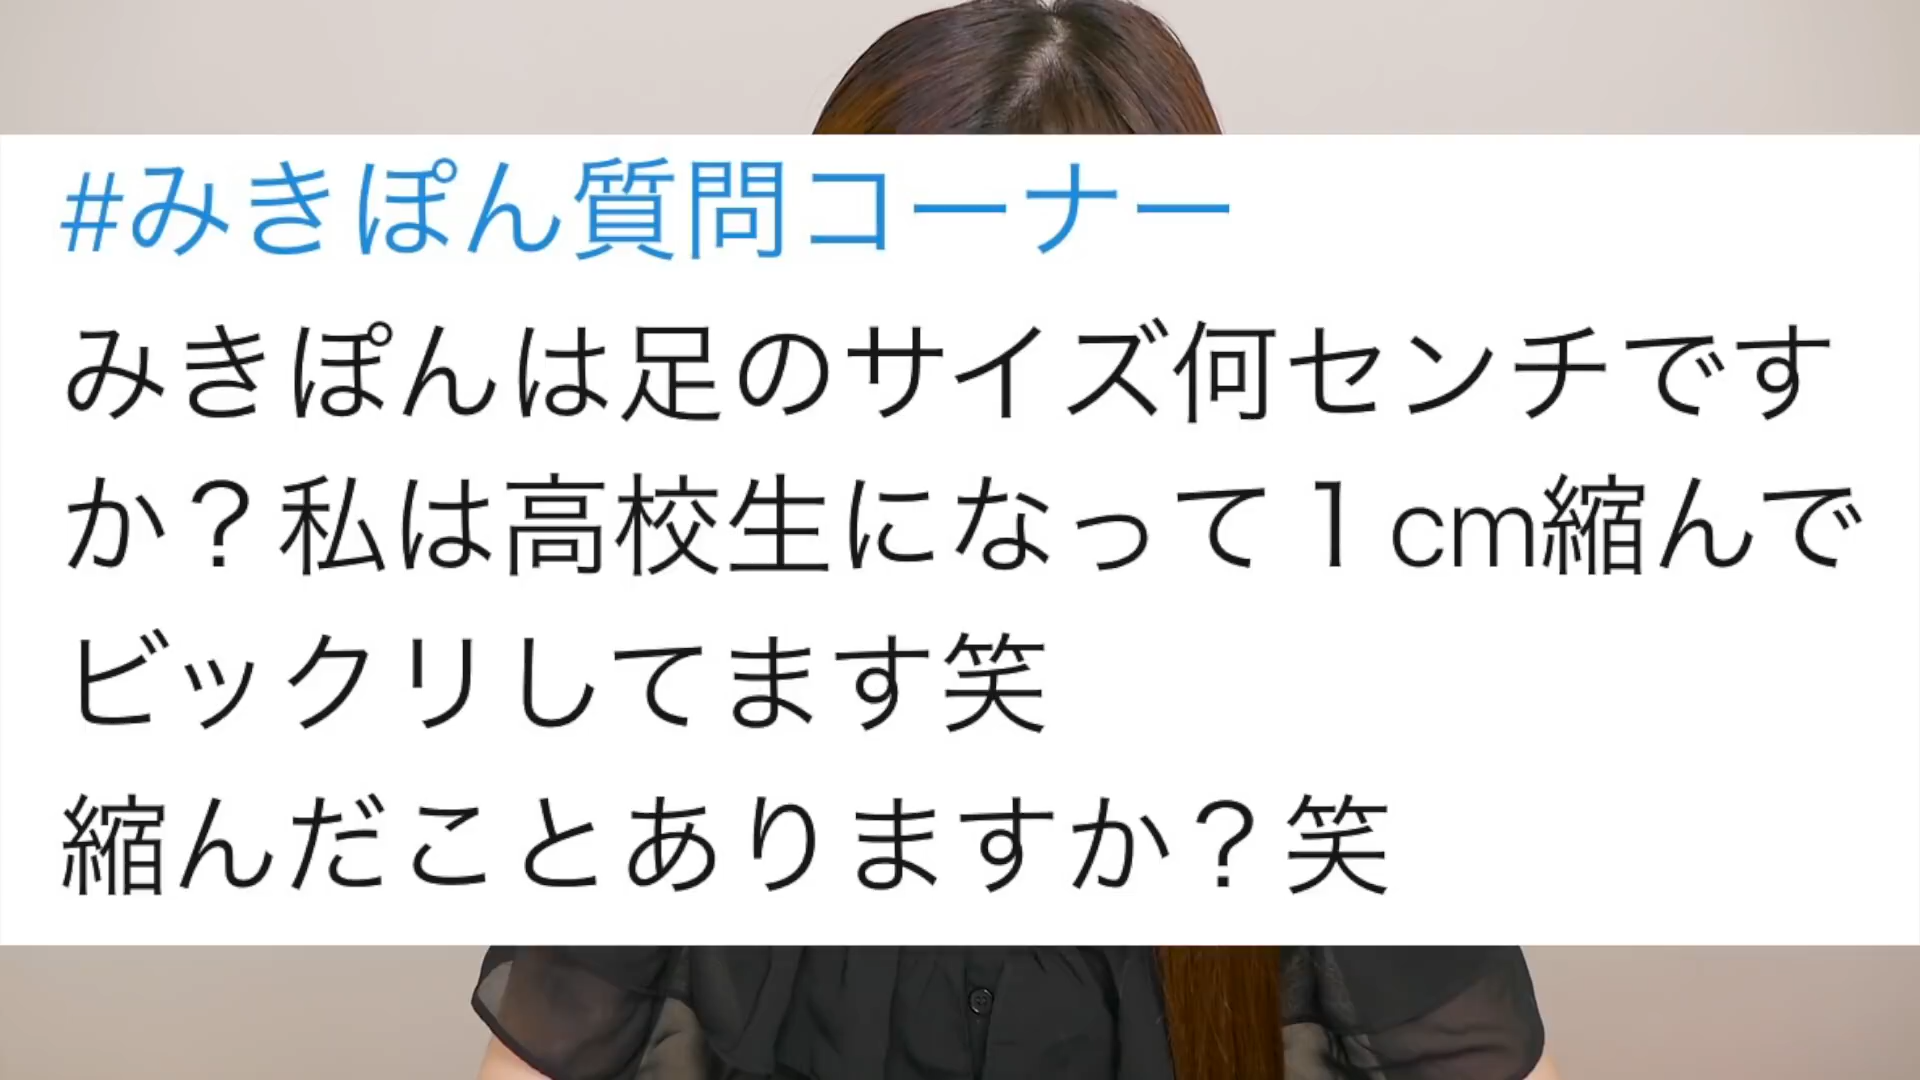 #みきぽん質問コーナー
みきぽんは足のサイズ何センチです
か？私は高校生になって１cm縮んで
ビックリしてます笑
縮んだことありますか？笑